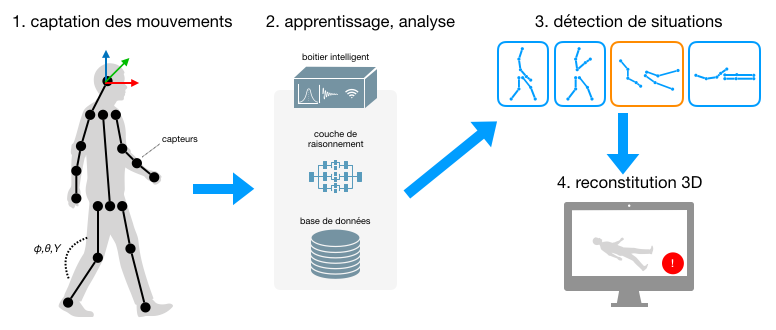 1. captation des mouvements
2. apprentissage, analyse
3. détection de situations
boitier intelligent
capteurs
couche de
raisonnement
4. reconstitution 3D
base de données
ϕ,θ,Y
!